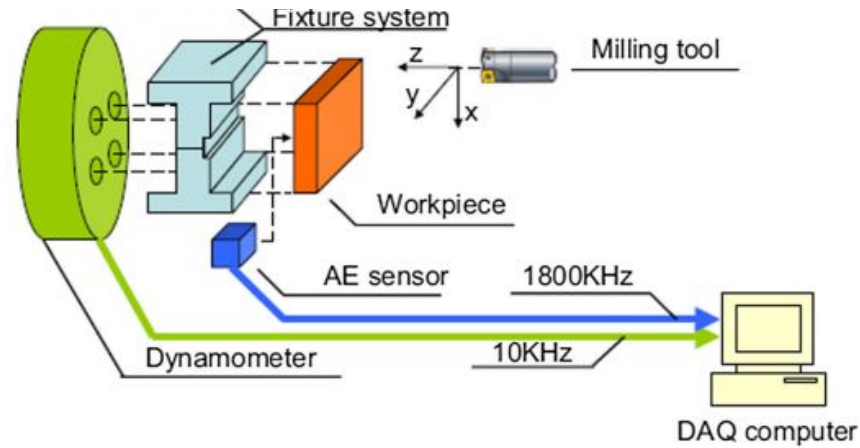 Fixture system
Milling tool
z
y
x
Workpiece
AE sensor
1800KHz
Dynamometer
10KHz
DAQ computer